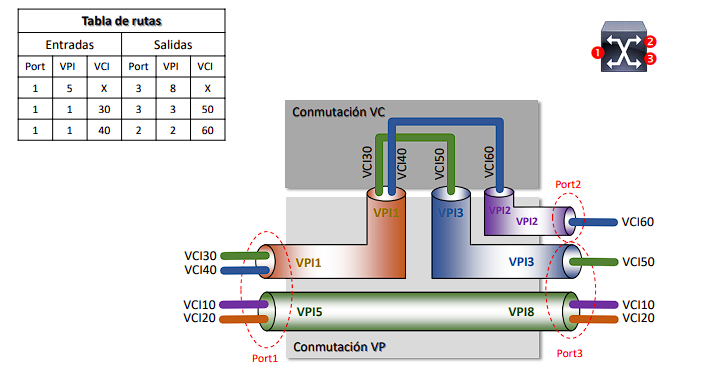 Tabla de rutas
Entradas Salidas
Port VPI VCI Port VPI VCI
1 5 X 3 8 X
1 1 30 3 3 50
1 1 40 2 2 60
1
2
3
Conmutación VC
VCI30
VCI40
VCI50
VCI60
VPI1
VPI3
VPI2
VPI2
Port2
VCI60
VCI30
VCI40
VPI1
VPI3
VCI50
VCI10
VCI20
VPI5
VPI8
VCI10
VCI20
Port1
Conmutación VP
Port3